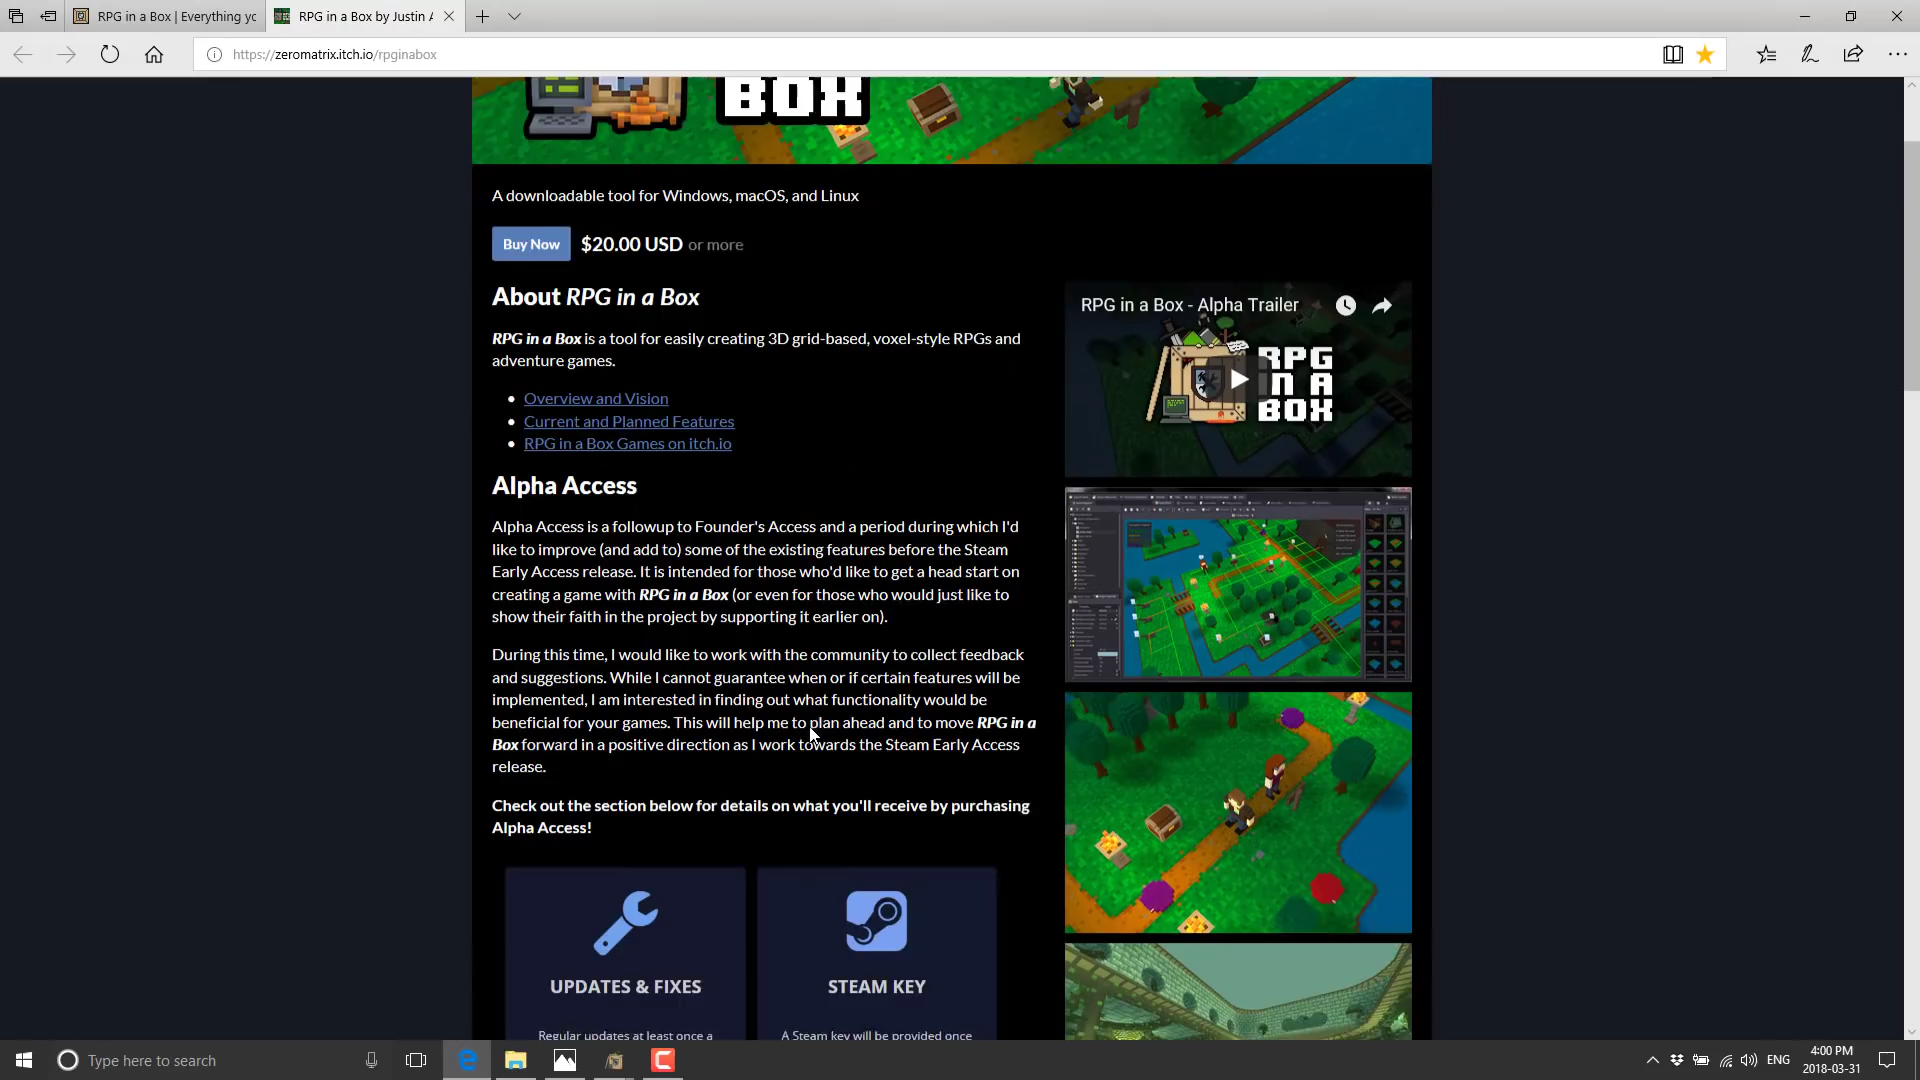 RPG in a Box | Everything yo
RPG in a Box by Justin A
https://zeromatrix.itch.io/rpginabox
BOX
A downloadable tool for Windows, macOS, and Linux
Buy Now $20.00 USD or more
About RPG in a Box
RPG in a Box is a tool for easily creating 3D grid-based, voxel-style RPGs and
adventure games.
Overview and Vision
Current and Planned Features
RPG in a Box Games on itch.io
Alpha Access
Alpha Access is a followup to Founder's Access and a period during which I'd
like to improve (and add to) some of the existing features before the Steam
Early Access release. It is intended for those who'd like to get a head start on
creating a game with RPG in a Box (or even for those who would just like to
show their faith in the project by supporting it earlier on).
During this time, I would like to work with the community to collect feedback
and suggestions. While I cannot guarantee when or if certain features will be
implemented, I am interested in finding out what functionality would be
beneficial for your games. This will help me to plan ahead and to move RPG in a
Box forward in a positive direction as I work towards the Steam Early Access
release.
Check out the section below for details on what you'll receive by purchasing
Alpha Access!
UPDATES & FIXES
Regular updates at least once a
STEAM KEY
A Steam key will be provided once
RPG in a Box - Alpha Trailer
RPG
IN A
BOX
Type here to search
ENG
4:00 PM
2018-03-31